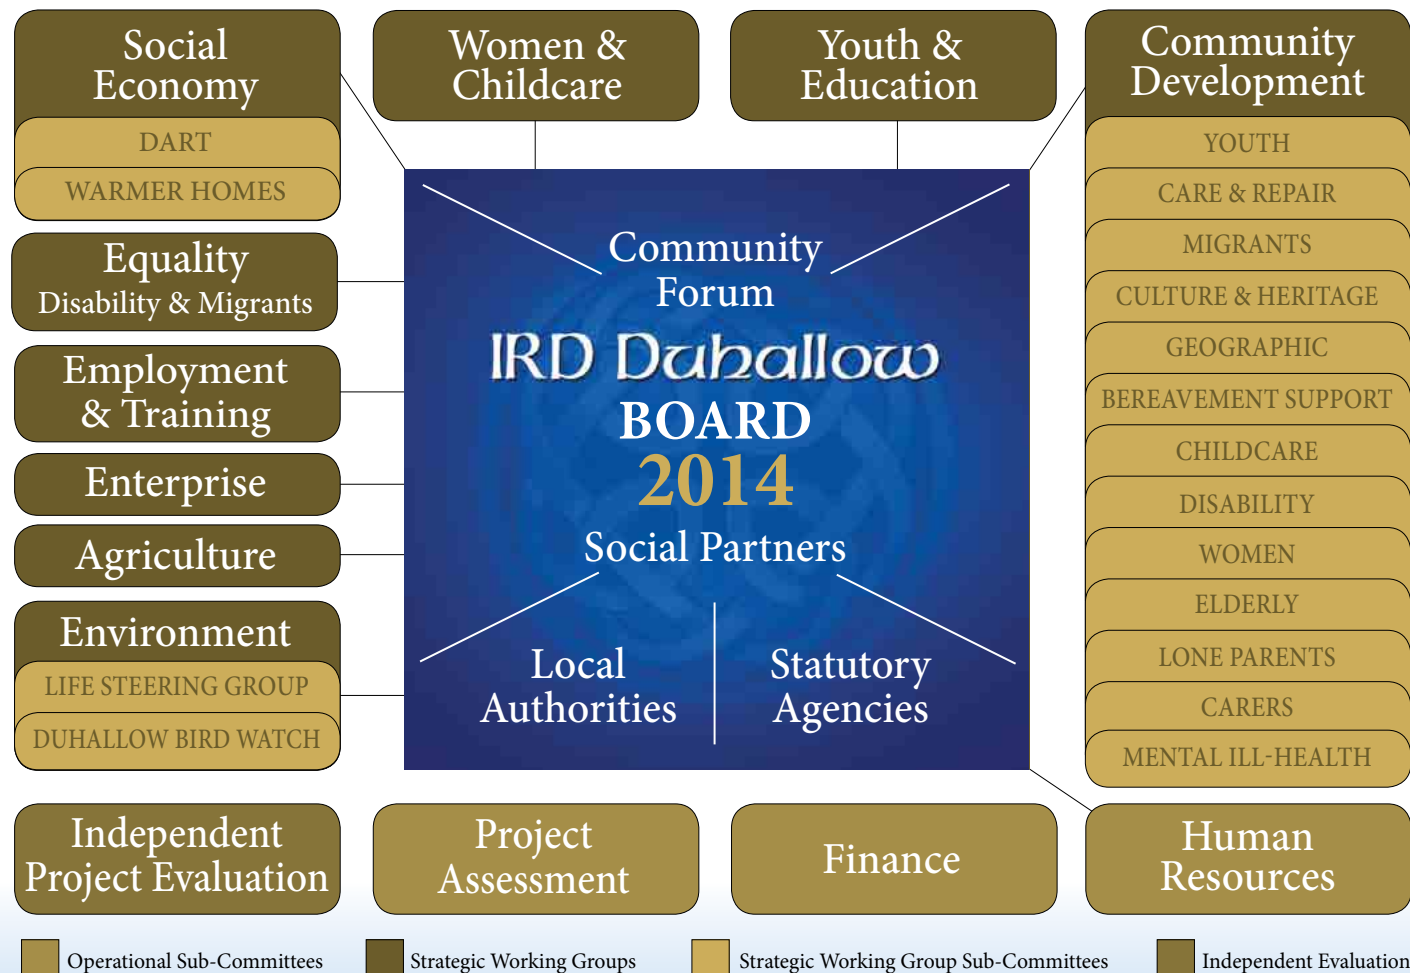 Social
Economy
DART
WARMER HOMES
Women &
Childcare
Youth &
Education
Community
Development
YOUTH
CARE & REPAIR
MIGRANTS
CULTURE & HERITAGE
GEOGRAPHIC
BEREAVEMENT SUPPORT
CHILDCARE
DISABILITY
WOMEN
ELDERLY
LONE PARENTS
CARERS
MENTAL ILL-HEALTH
Equality
Disability & Migrants
Employment
& Training
Enterprise
Agriculture
Environment
LIFE STEERING GROUP
DUHALLOW BIRD WATCH
Community
Forum
IRD Duhallow
BOARD
2014
Social Partners
Local
Authorities
Statutory
Agencies
Independent
Project Evaluation
Project
Assessment
Finance
Human
Resources
Operational Sub-Committees
Strategic Working Groups
Strategic Working Group Sub-Committees
Independent Evaluation